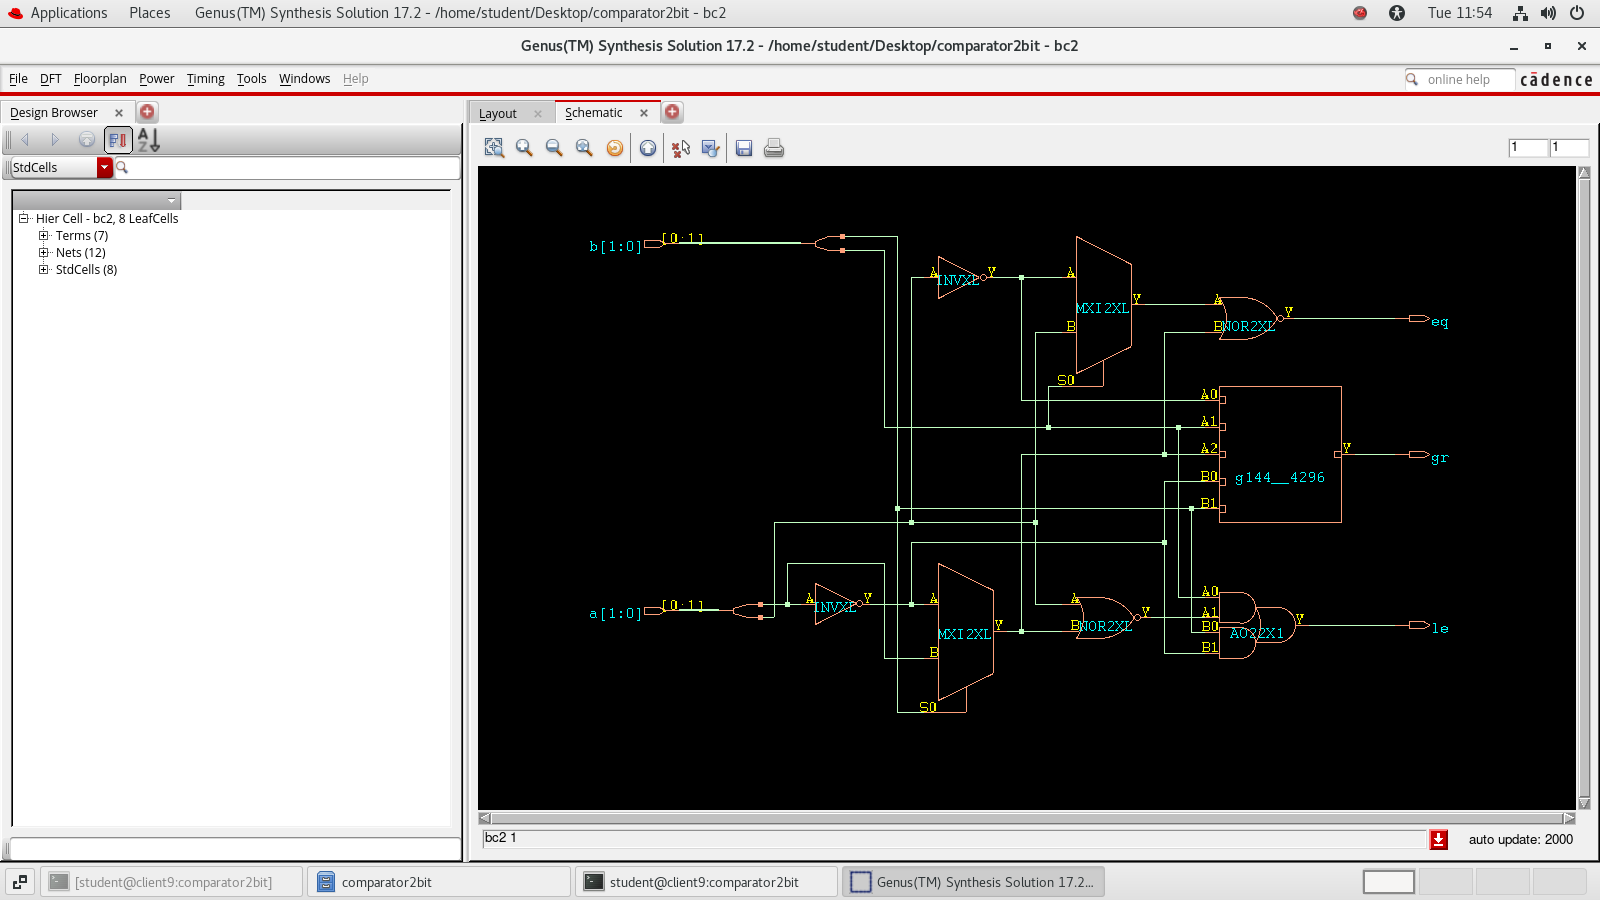 Applications Places Genus(TM) Synthesis Solution 17.2 - /home/student/Desktop/comparator2bit - bc2 Tue 11:54
Genus(TM) Synthesis Solution 17.2 - /home/student/Desktop/comparator2bit - bc2
File DFT Floorplan Power Timing Tools Windows Help online help cādence
Design Browser
Layout Schematic
A Z
StdCells
1 1
Hier Cell - bc2, 8 LeafCells
Terms (7)
Nets (12)
StdCells (8)
b[1:0] [0:1]
A INVXL Y
A MXI2XL Y
B
S0
A NOR2XL Y
B
eq
A0
A1
A2
B0
B1
g144__4296
Y
gr
a[1:0] [0:1]
A INVXL Y
A MXI2XL Y
B
S0
A NOR2XL Y
B
A0
A1
B0
B1
AO22X1
Y
le
bc2 1
auto update: 2000
[student@client9:comparator2bit] comparator2bit student@client9:comparator2bit Genus(TM) Synthesis Solution 17.2...